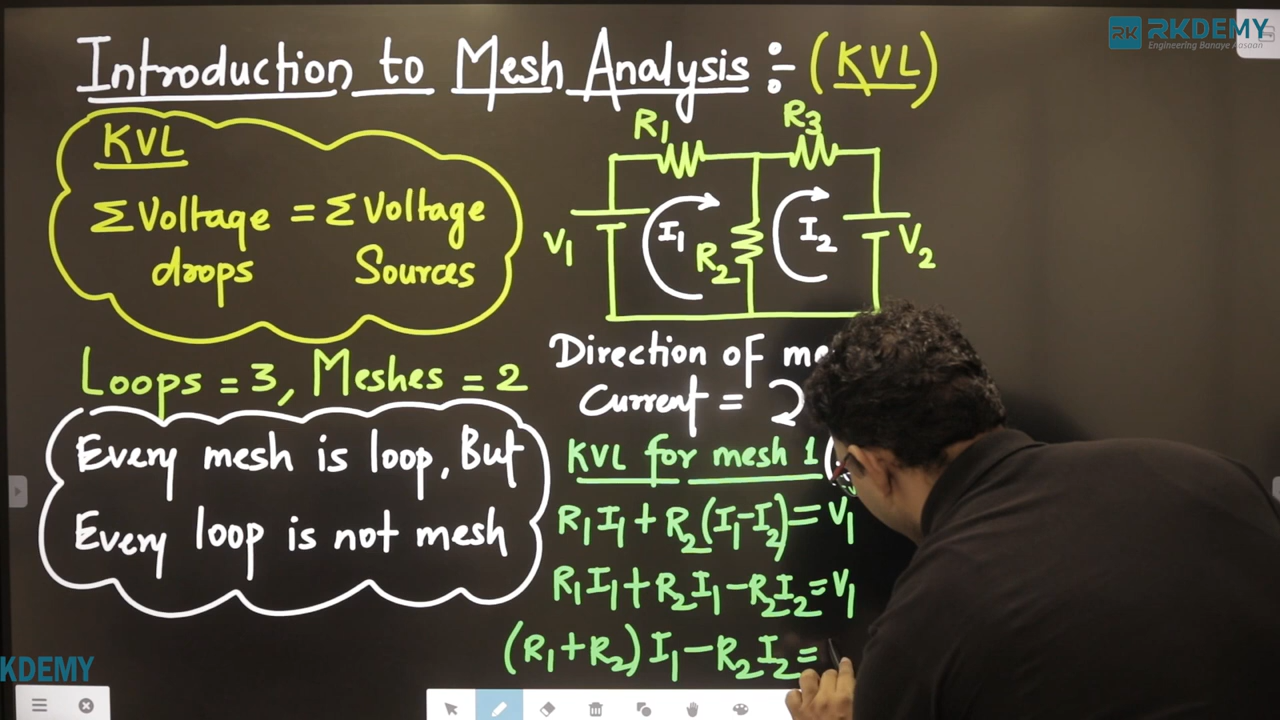 Introduction to Mesh Analysis :- (KVL)
RK RKDEMY
Engineering Banaye Aasaan
KVL
Σ Voltage = Σ Voltage
drops Sources
Loops = 3, Meshes = 2
Every mesh is loop, But
Every loop is not mesh
R1 R3
V1 I1 R2 I2 V2
Direction of
Current =
KVL for mesh 1
R1I1 + R2(I1-I2) = V1
R1I1 + R2I1 - R2I2 = V1
(R1+R2) I1 - R2I2 =
KDEMY